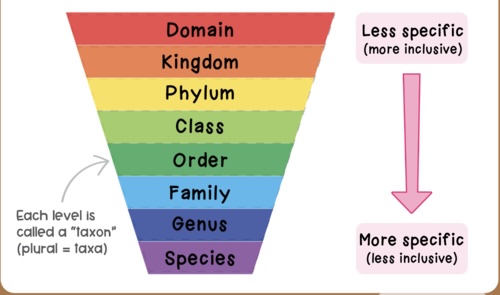 Domain
Kingdom
Phylum
Class
Order
Family
Genus
Species
Less specific
(more inclusive)
More specific
(less inclusive)
Each level is
called a "taxon"
(plural = taxa)